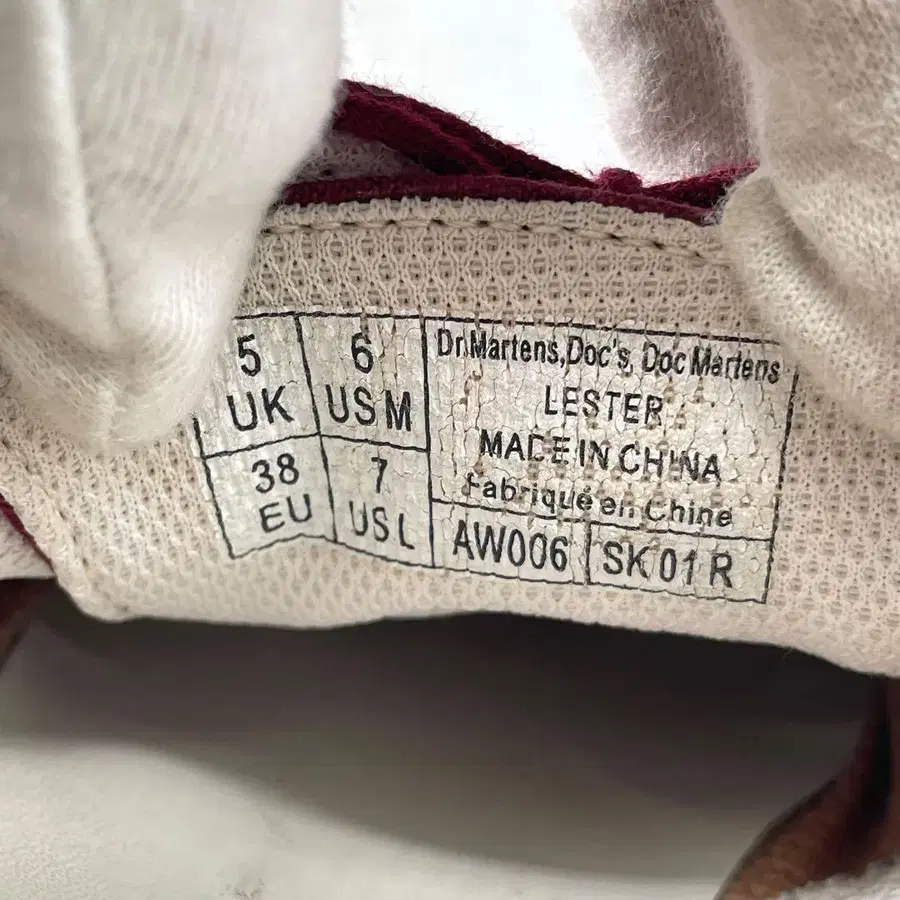 5
UK
6
US M
38
EU
7
US L
Dr.Martens,Doc's, Doc Martens
LESTER
MADE IN CHINA
Fabriqué en Chine
AW006
SK 01 R